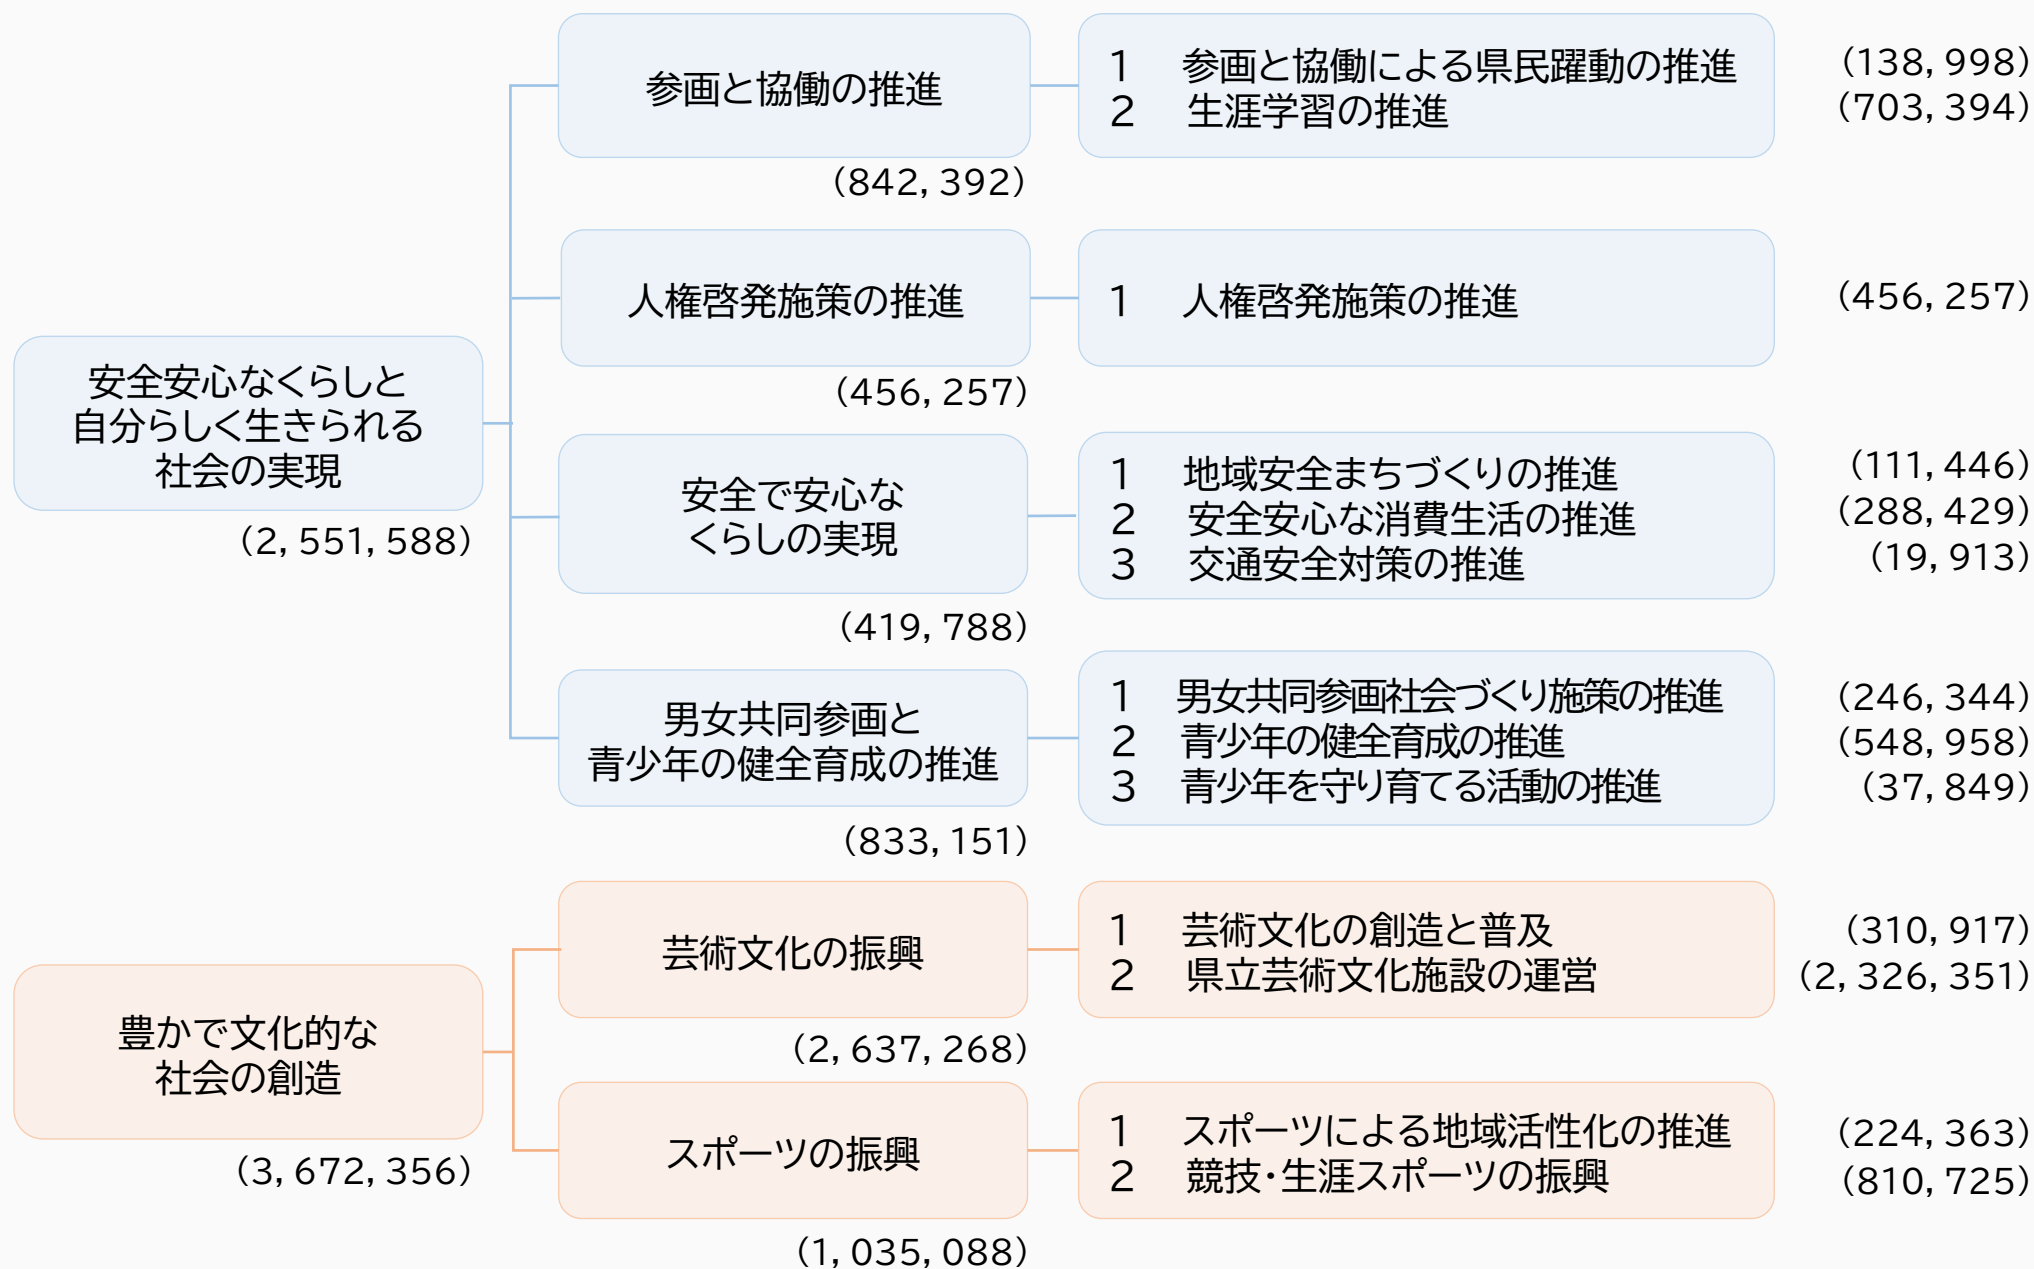 参画と協働の推進
(842,392)
1 参画と協働による県民躍動の推進 (138,998)
2 生涯学習の推進 (703,394)
人権啓発施策の推進
(456,257)
1 人権啓発施策の推進 (456,257)
安全安心なくらしと
自分らしく生きられる
社会の実現
(2,551,588)
安全で安心な
くらしの実現
(419,788)
1 地域安全まちづくりの推進 (111,446)
2 安全安心な消費生活の推進 (288,429)
3 交通安全対策の推進 (19,913)
男女共同参画と
青少年の健全育成の推進
(833,151)
1 男女共同参画社会づくり施策の推進 (246,344)
2 青少年の健全育成の推進 (548,958)
3 青少年を守り育てる活動の推進 (37,849)
豊かで文化的な
社会の創造
(3,672,356)
芸術文化の振興
(2,637,268)
1 芸術文化の創造と普及 (310,917)
2 県立芸術文化施設の運営 (2,326,351)
スポーツの振興
(1,035,088)
1 スポーツによる地域活性化の推進 (224,363)
2 競技・生涯スポーツの振興 (810,725)